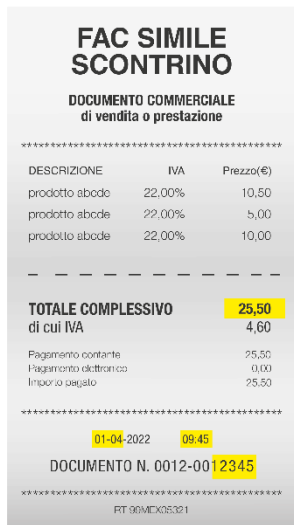 FAC SIMILE
SCONTRINO
DOCUMENTO COMMERCIALE
di vendita o prestazione
************************************************
DESCRIZIONE IVA Prezzo(€)
prodotto abcde 22,00% 10,50
prodotto abcde 22,00% 5,00
prodotto abcde 22,00% 10,00
— — — — — — — — — —
TOTALE COMPLESSIVO 25,50
di cui IVA 4,60
Pagamento contante 25,50
Pagamento elettronico 0,00
Importo pagato 25,50
************************************************
01-04-2022 09:45
DOCUMENTO N. 0012-0012345
************************************************
RT 99MEX05321